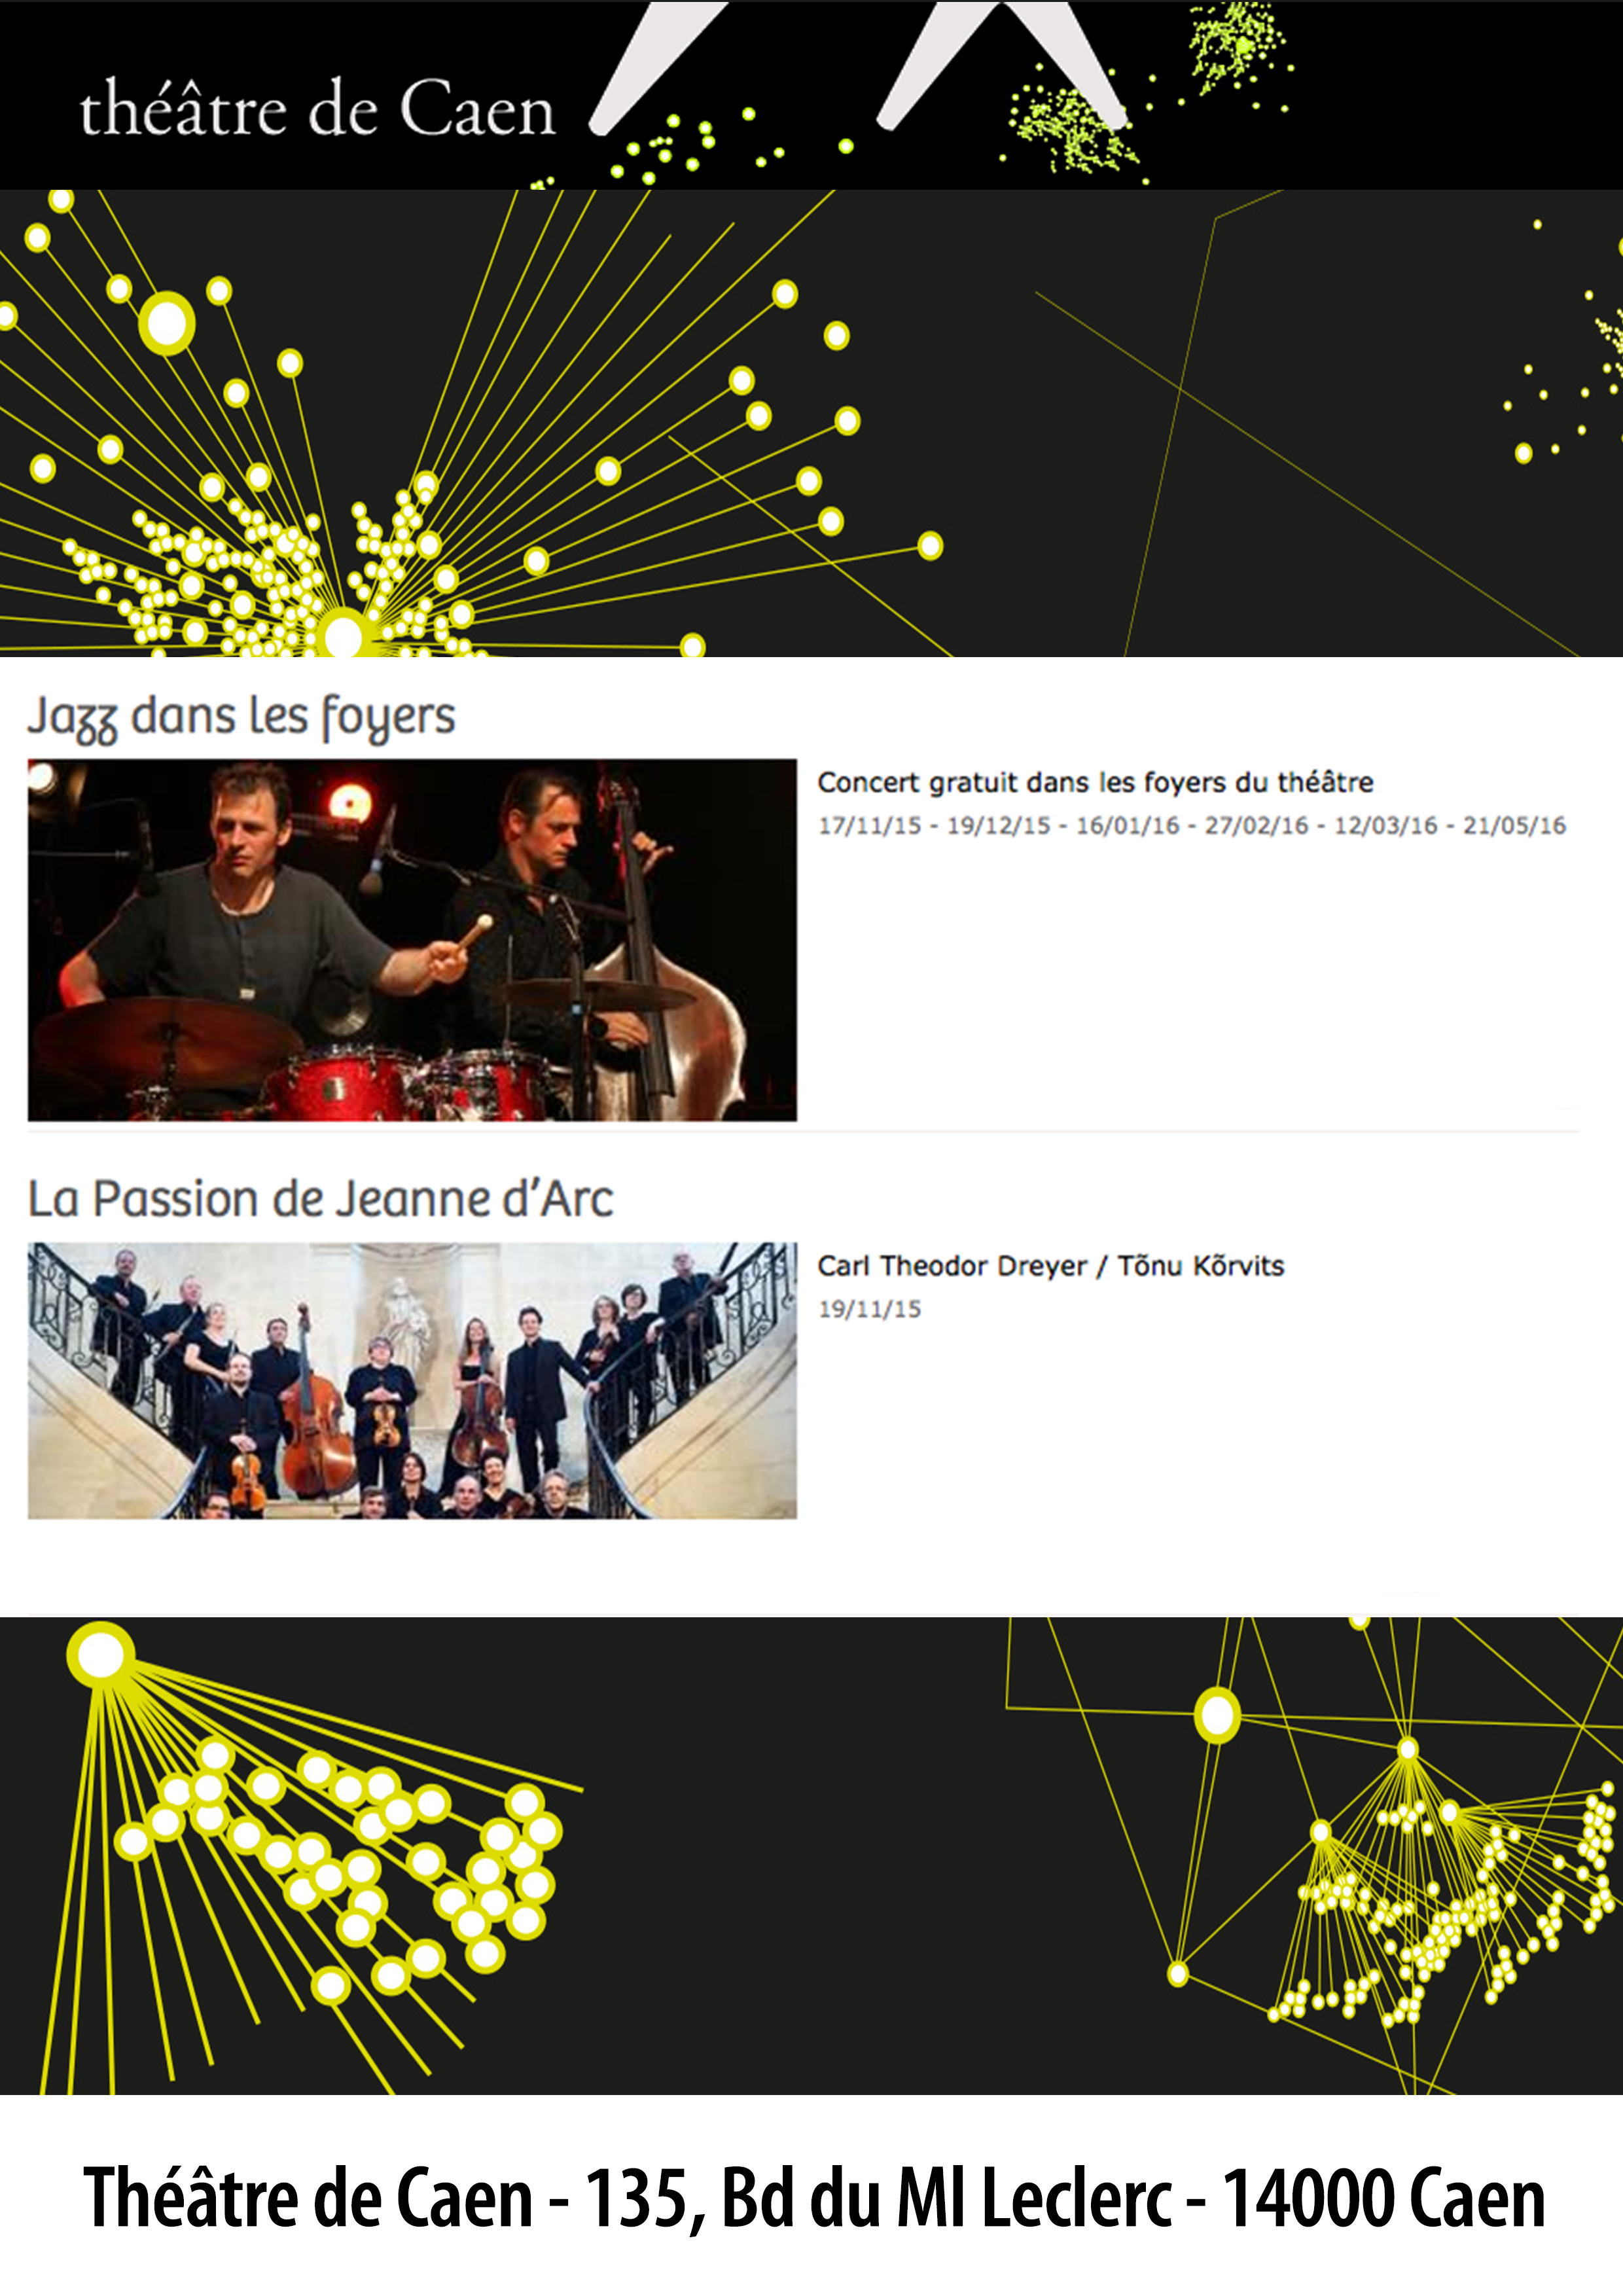 théâtre de Caen
Jazz dans les foyers
Concert gratuit dans les foyers du théâtre
17/11/15 - 19/12/15 - 16/01/16 - 27/02/16 - 12/03/16 - 21/05/16
La Passion de Jeanne d'Arc
Carl Theodor Dreyer / Tõnu Kõrvits
19/11/15
Théâtre de Caen - 135, Bd du Ml Leclerc - 14000 Caen